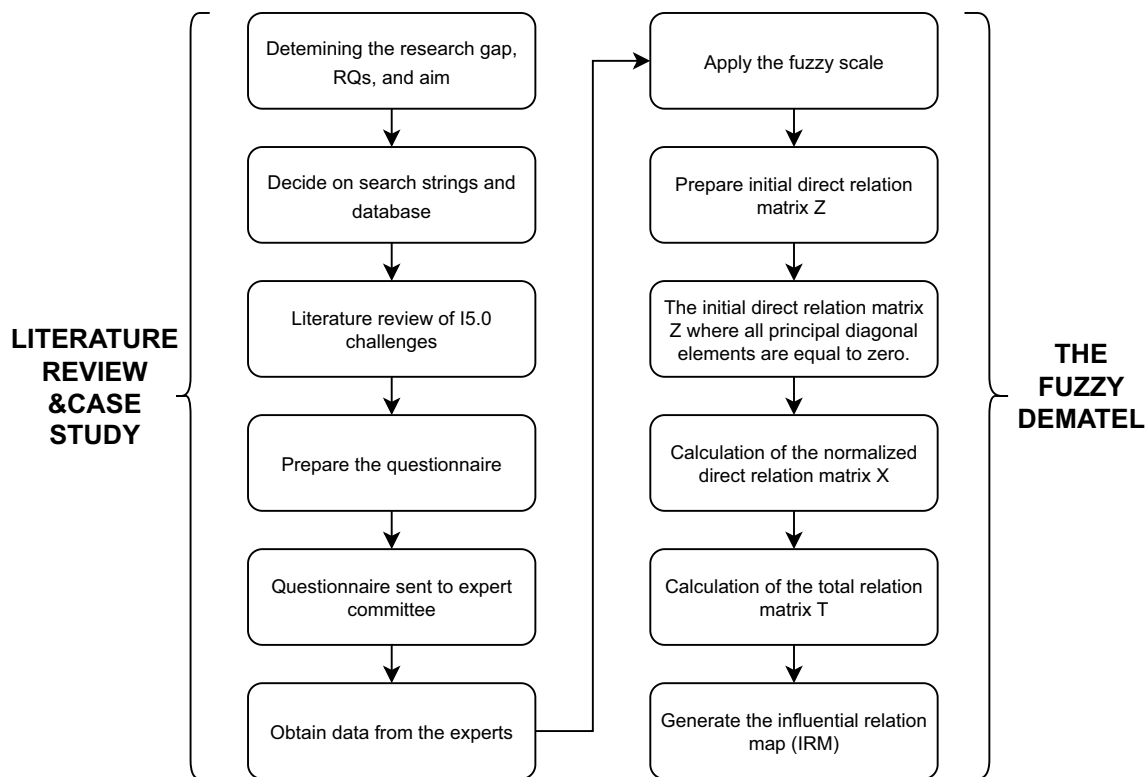 LITERATURE
REVIEW
&CASE
STUDY
Detemining the research gap,
RQs, and aim
Decide on search strings and
database
Literature review of I5.0
challenges
Prepare the questionnaire
Questionnaire sent to expert
committee
Obtain data from the experts
Apply the fuzzy scale
Prepare initial direct relation
matrix Z
The initial direct relation matrix
Z where all principal diagonal
elements are equal to zero.
Calculation of the normalized
direct relation matrix X
Calculation of the total relation
matrix T
Generate the influential relation
map (IRM)
THE
FUZZY
DEMATEL